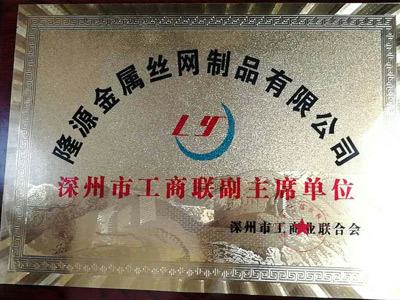 隆源金属丝网制品有限公司
LY
深州市工商联副主席单位
深州市工商业联合会